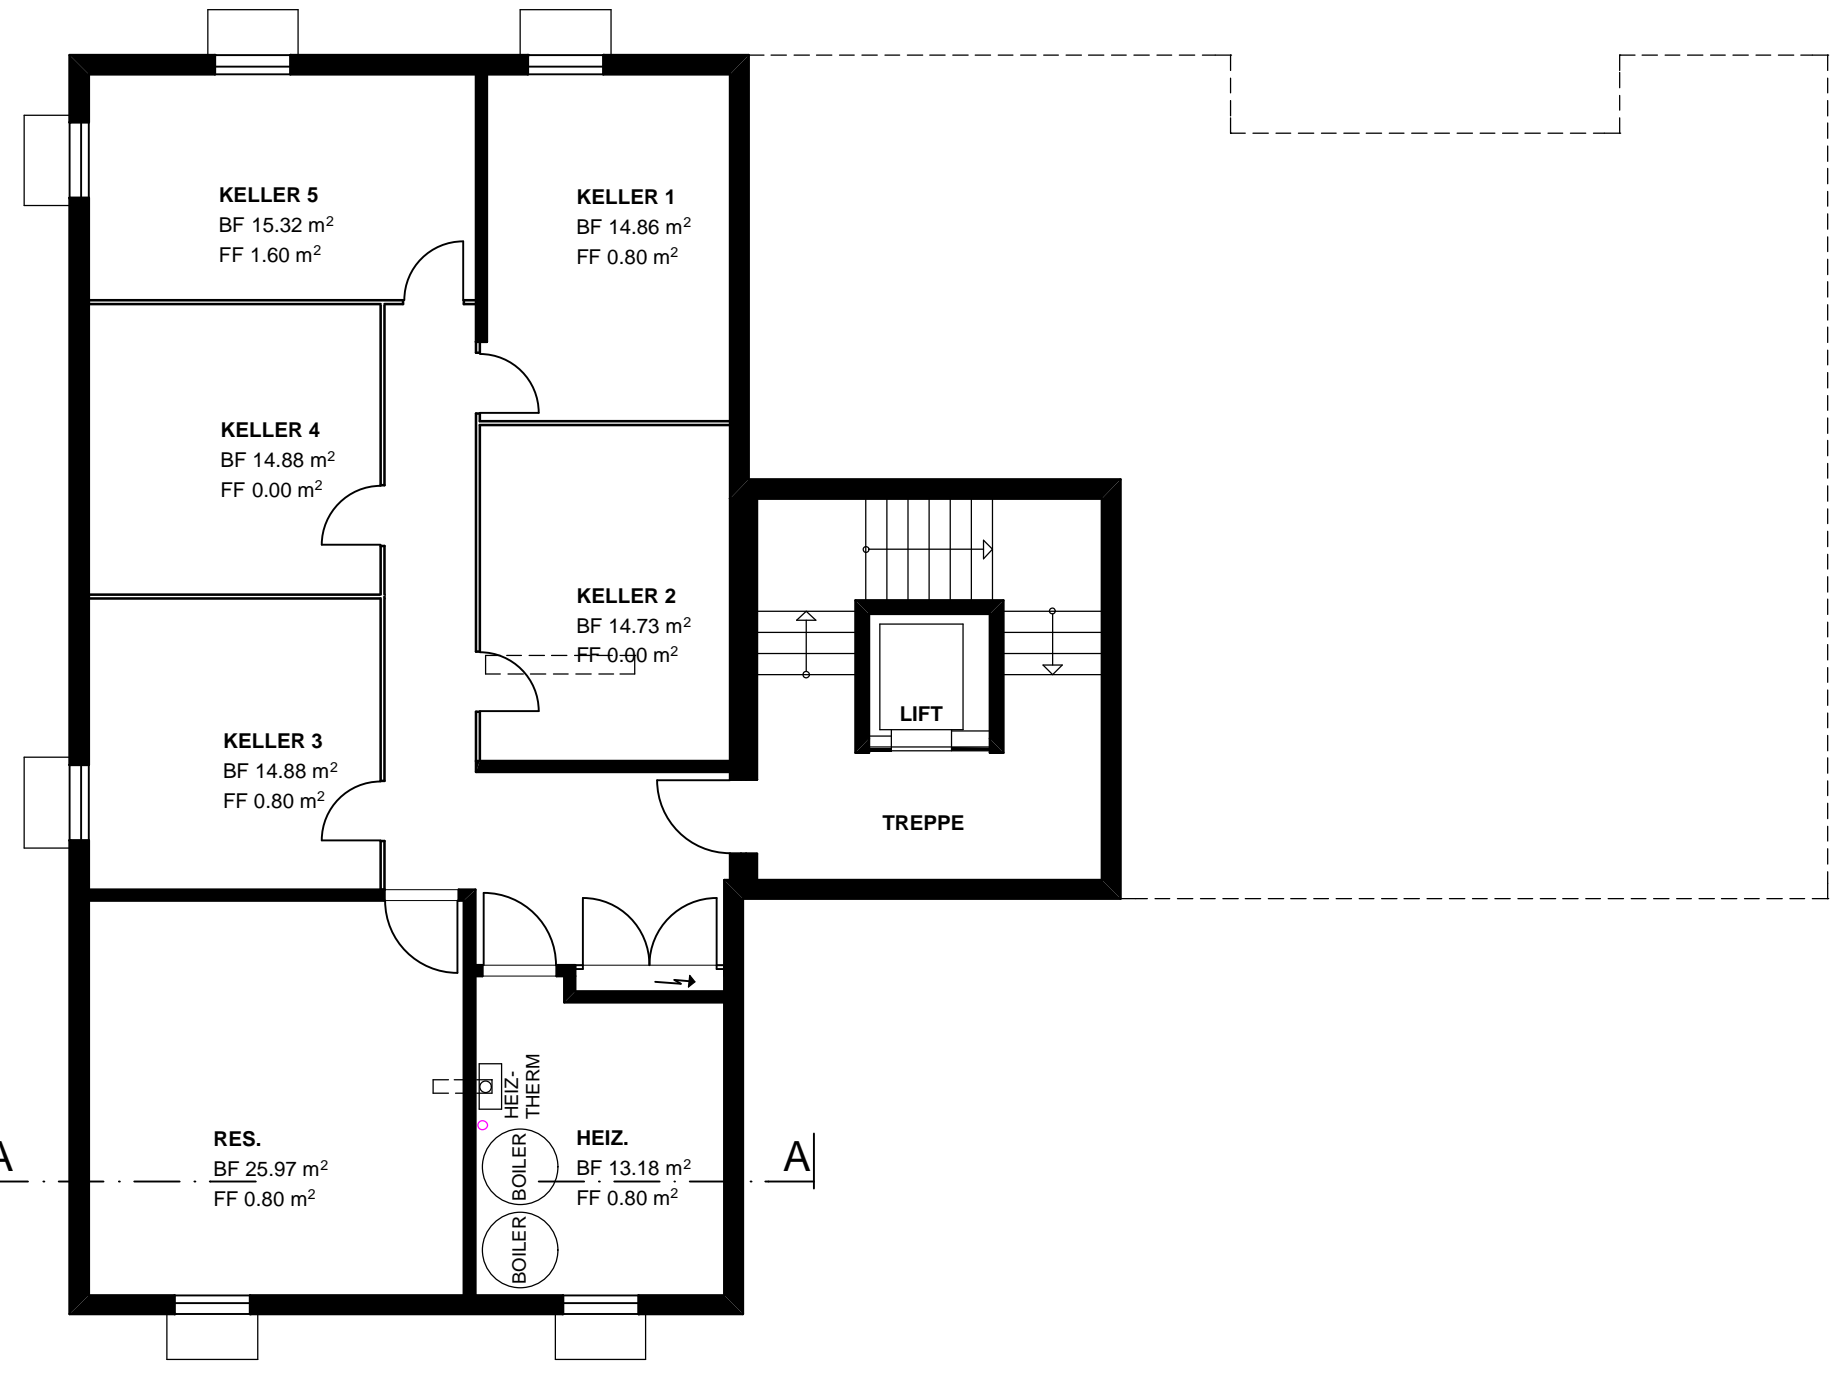 KELLER 5
BF 15.32 m²
FF 1.60 m²
KELLER 1
BF 14.86 m²
FF 0.80 m²
KELLER 4
BF 14.88 m²
FF 0.00 m²
KELLER 2
BF 14.73 m²
FF 0.00 m²
LIFT
KELLER 3
BF 14.88 m²
FF 0.80 m²
TREPPE
HEIZ-
THERM
RES.
BF 25.97 m²
FF 0.80 m²
BOILER
HEIZ.
BF 13.18 m²
FF 0.80 m²
BOILER
A
A